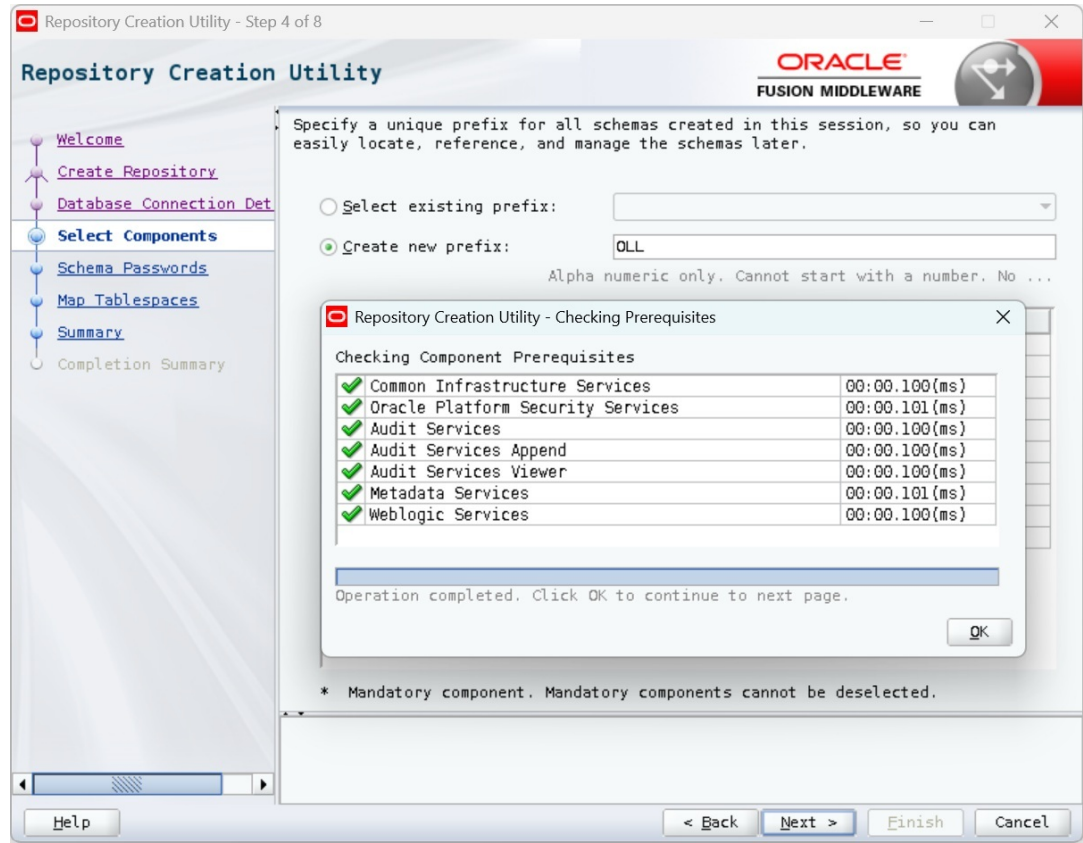 Repository Creation Utility - Step 4 of 8
Repository Creation Utility
ORACLE
FUSION MIDDLEWARE
Welcome
Create Repository
Database Connection Det
Select Components
Schema Passwords
Map Tablespaces
Summary
Completion Summary
Specify a unique prefix for all schemas created in this session, so you can
easily locate, reference, and manage the schemas later.
Select existing prefix:
Create new prefix: OLL
Alpha numeric only. Cannot start with a number. No ...
Repository Creation Utility - Checking Prerequisites
Checking Component Prerequisites
Common Infrastructure Services 00:00.100(ms)
Oracle Platform Security Services 00:00.101(ms)
Audit Services 00:00.100(ms)
Audit Services Append 00:00.100(ms)
Audit Services Viewer 00:00.100(ms)
Metadata Services 00:00.101(ms)
Weblogic Services 00:00.100(ms)
Operation completed. Click OK to continue to next page.
OK
* Mandatory component. Mandatory components cannot be deselected.
Help
< Back
Next >
Finish
Cancel